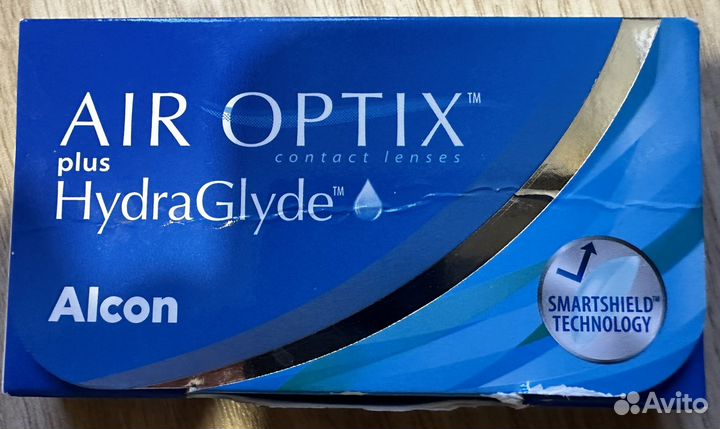 AIR OPTIX™
contact lenses
plus
HydraGlyde™
Alcon
SMARTSHIELD™
TECHNOLOGY
Avito